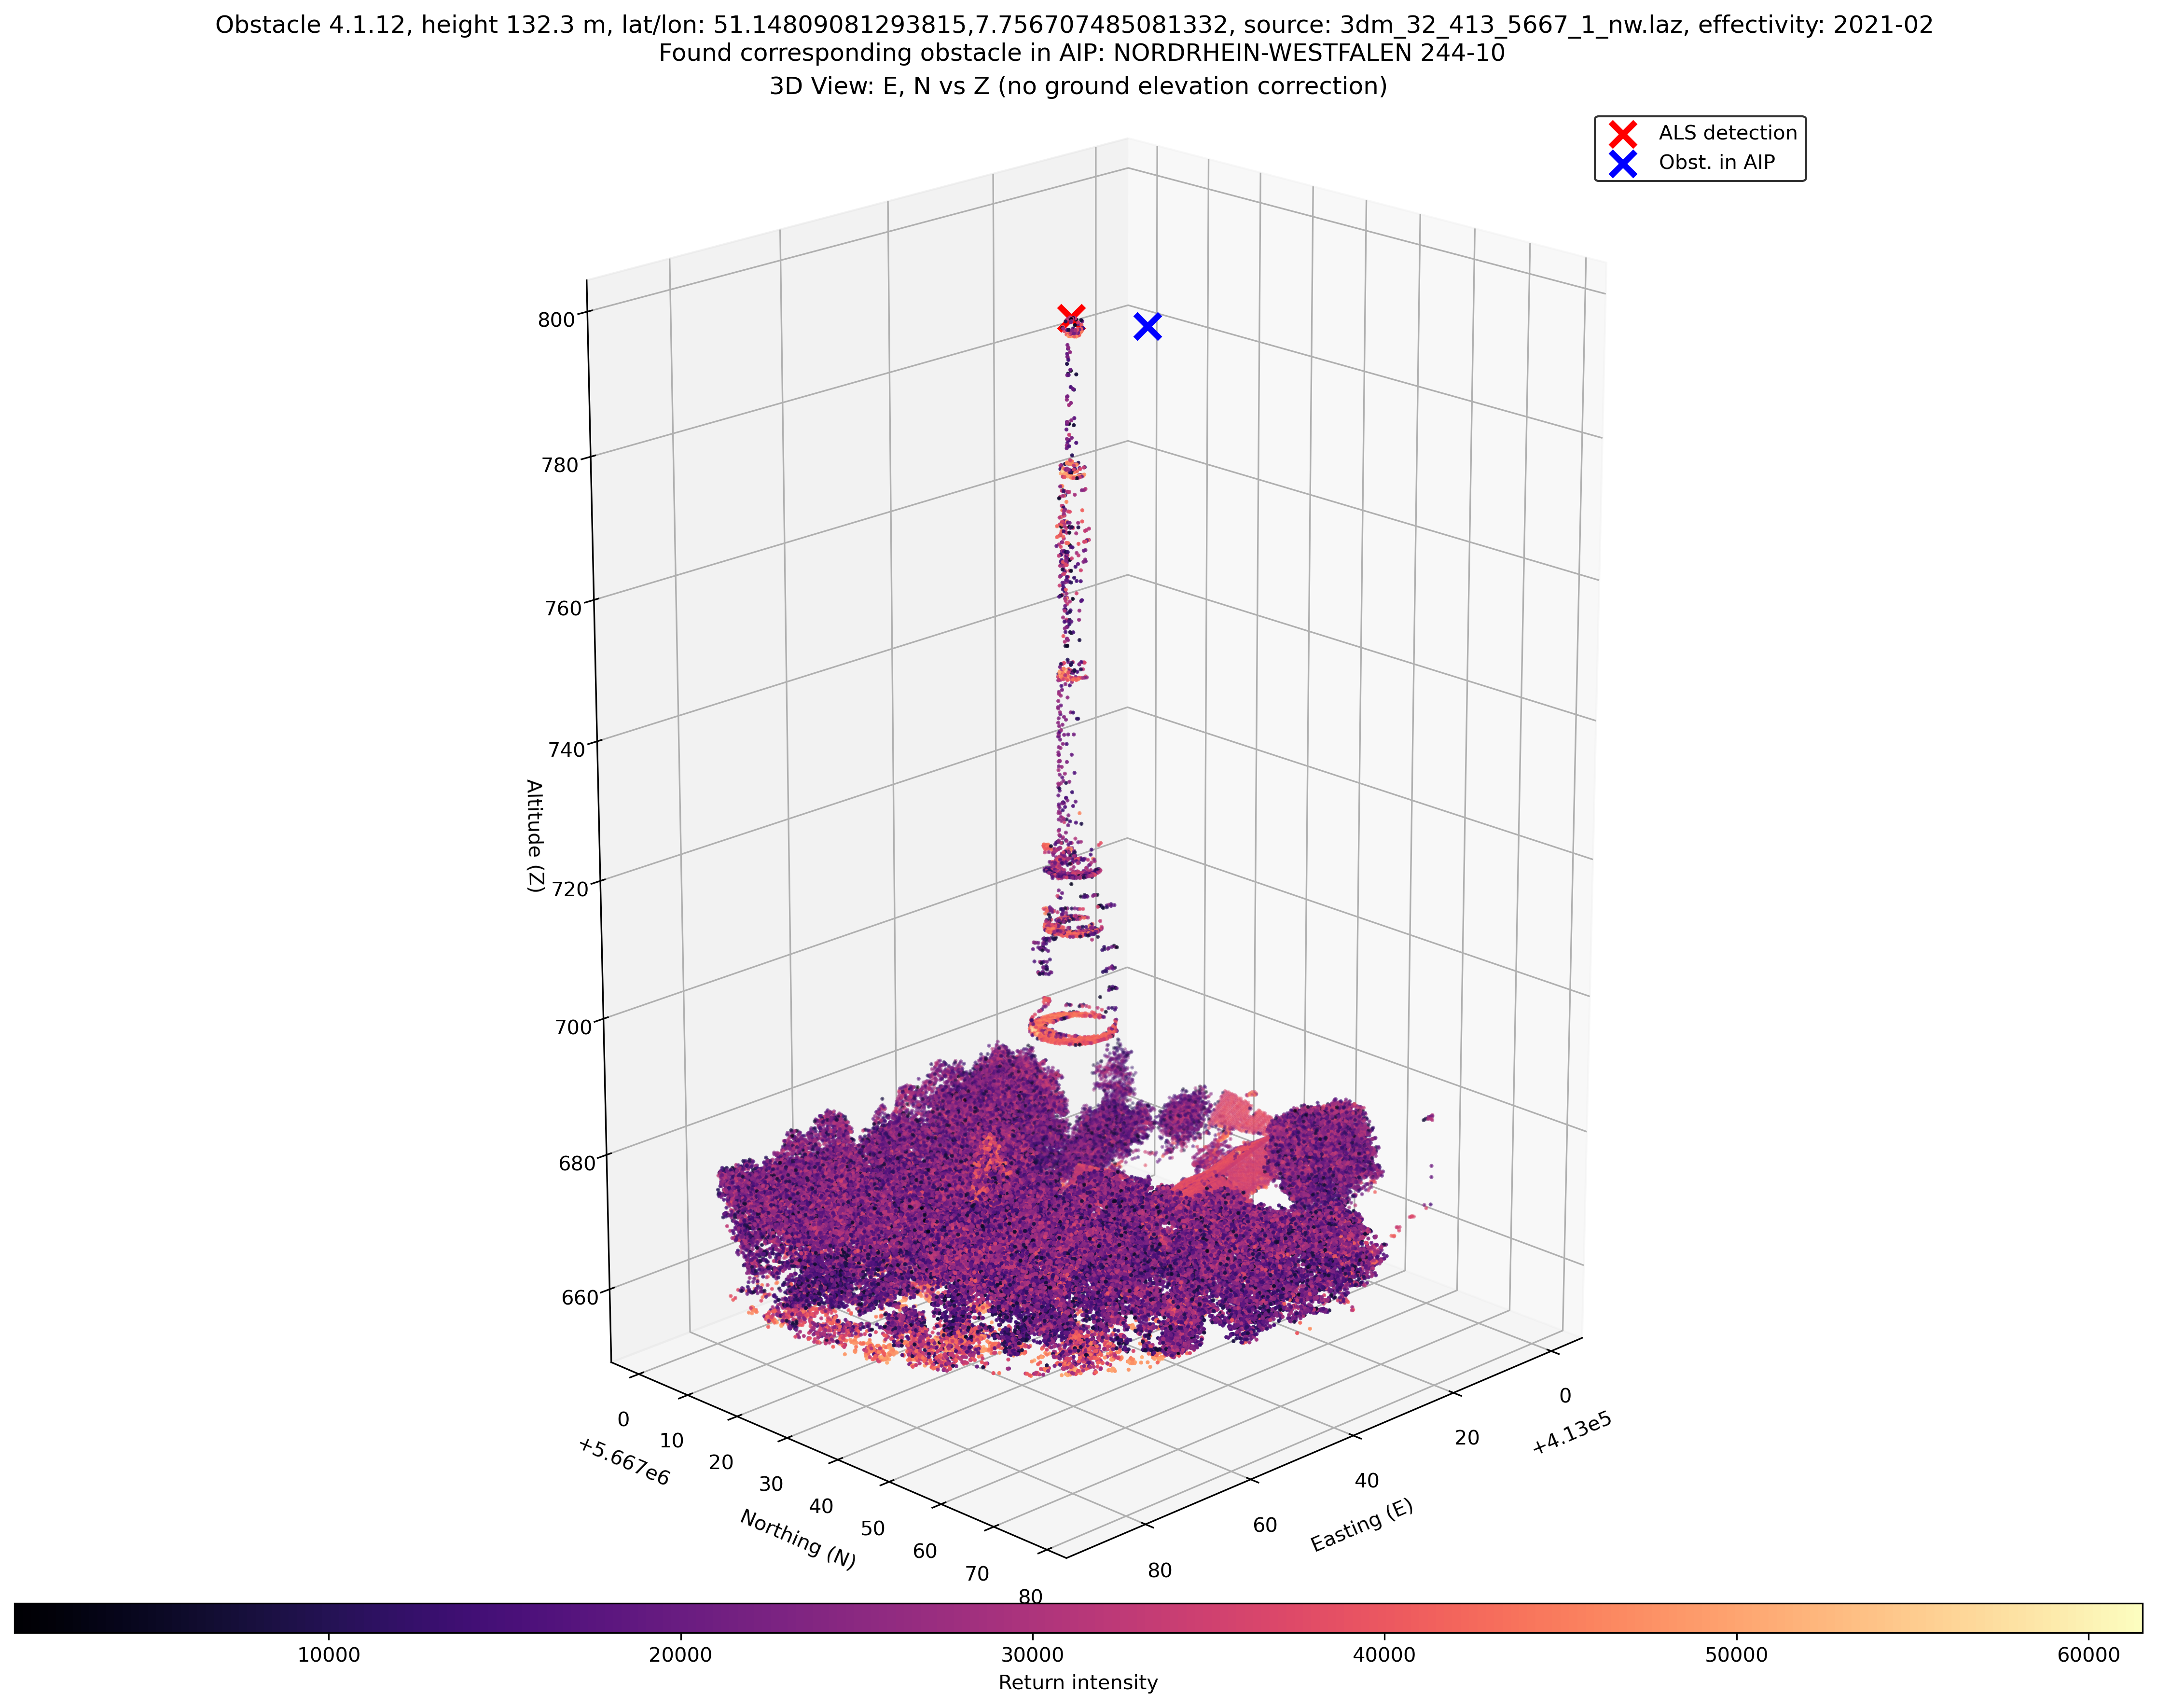 Obstacle 4.1.12, height 132.3 m, lat/lon: 51.14809081293815,7.756707485081332, source: 3dm_32_413_5667_1_nw.laz, effectivity: 2021-02
Found corresponding obstacle in AIP: NORDRHEIN-WESTFALEN 244-10
3D View: E, N vs Z (no ground elevation correction)
ALS detection
Obst. in AIP
800
780
760
740
720
700
680
660
Altitude (Z)
0
10
20
30
40
50
60
70
80
+5.667e6
Northing (N)
0
20
40
60
80
+4.13e5
Easting (E)
10000
20000
30000
40000
50000
60000
Return intensity